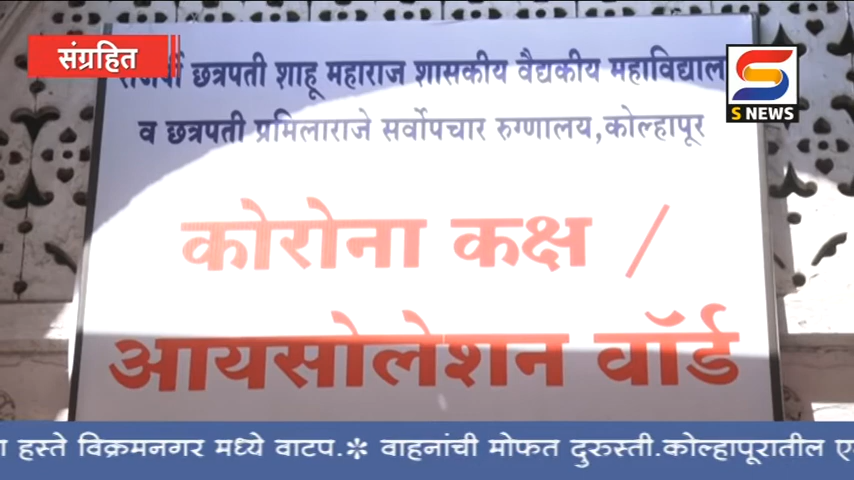 संग्रहित
छत्रपती शाहू महाराज शासकीय वैद्यकीय
व छत्रपती प्रमिलाराजे सर्वोपचार रुग्णालय,कोल्हापूर
S NEWS
कोरोना कक्ष /
आयसोलेशन वॉर्ड
हस्ते विक्रमनगर मध्ये वाटप.✼ वाहनांची मोफत दुरुस्ती.कोल्हापूरातील